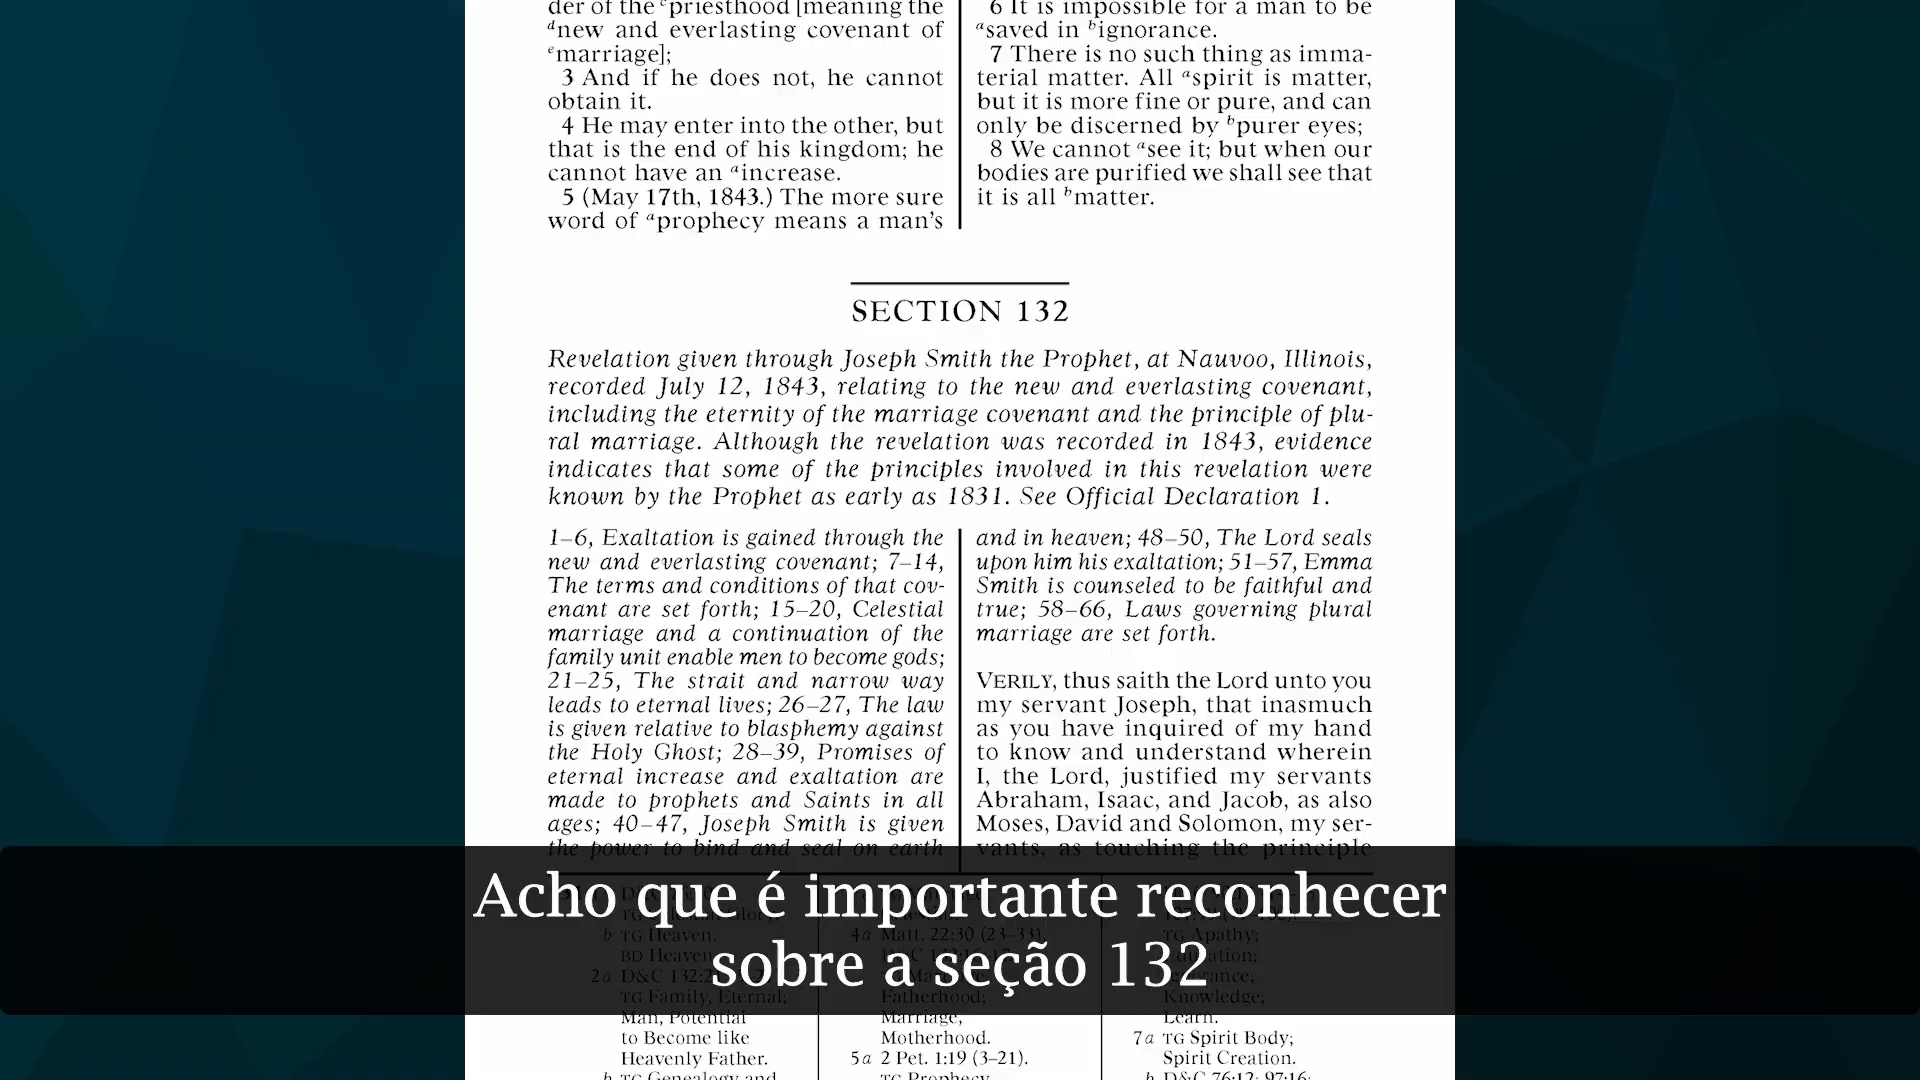 der of the cpriesthood [meaning the
dnew and everlasting covenant of
emarriage];
3 And if he does not, he cannot
obtain it.
4 He may enter into the other, but
that is the end of his kingdom; he
cannot have an aincrease.
5 (May 17th, 1843.) The more sure
word of aprophecy means a man’s
6 It is impossible for a man to be
asaved in bignorance.
7 There is no such thing as imma-
terial matter. All aspirit is matter,
but it is more fine or pure, and can
only be discerned by bpurer eyes;
8 We cannot asee it; but when our
bodies are purified we shall see that
it is all bmatter.
SECTION 132
Revelation given through Joseph Smith the Prophet, at Nauvoo, Illinois,
recorded July 12, 1843, relating to the new and everlasting covenant,
including the eternity of the marriage covenant and the principle of plu-
ral marriage. Although the revelation was recorded in 1843, evidence
indicates that some of the principles involved in this revelation were
known by the Prophet as early as 1831. See Official Declaration 1.
1–6, Exaltation is gained through the
new and everlasting covenant; 7–14,
The terms and conditions of that cov-
enant are set forth; 15–20, Celestial
marriage and a continuation of the
family unit enable men to become gods;
21–25, The strait and narrow way
leads to eternal lives; 26–27, The law
is given relative to blasphemy against
the Holy Ghost; 28–39, Promises of
eternal increase and exaltation are
made to prophets and Saints in all
ages; 40–47, Joseph Smith is given
the power to bind and seal on earth
and in heaven; 48–50, The Lord seals
upon him his exaltation; 51–57, Emma
Smith is counseled to be faithful and
true; 58–66, Laws governing plural
marriage are set forth.
VERILY, thus saith the Lord unto you
my servant Joseph, that inasmuch
as you have inquired of my hand
to know and understand wherein
I, the Lord, justified my servants
Abraham, Isaac, and Jacob, as also
Moses, David and Solomon, my ser-
vants, as touching the principle
b TG Heaven.
BD Heaven
2a D&C 132:
TG Family, Eternal;
Man, Potential
to Become like
Heavenly Father.
b TG Genealogy and
4a Matt. 22:30 (23–33)
Fatherhood;
Marriage,
Motherhood.
5a 2 Pet. 1:19 (3–21).
TG Prophecy
TG Apathy;
Knowledge;
Learn.
7a TG Spirit Body;
Spirit Creation.
b D&C 76:12; 97:16;
Acho que é importante reconhecer
sobre a seção 132